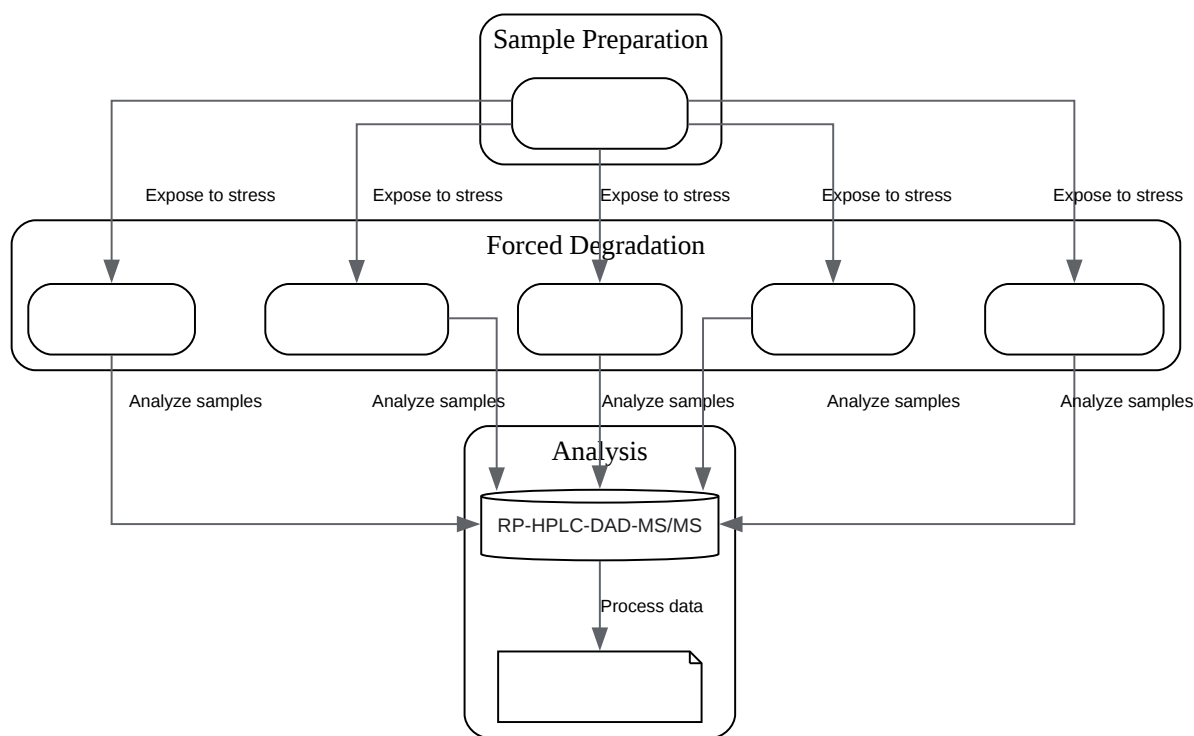 Sample Preparation
Expose to stress
Expose to stress
Expose to stress
Expose to stress
Expose to stress
Forced Degradation
Analyze samples
Analyze samples
Analyze samples
Analyze samples
Analyze samples
Analysis
RP-HPLC-DAD-MS/MS
Process data